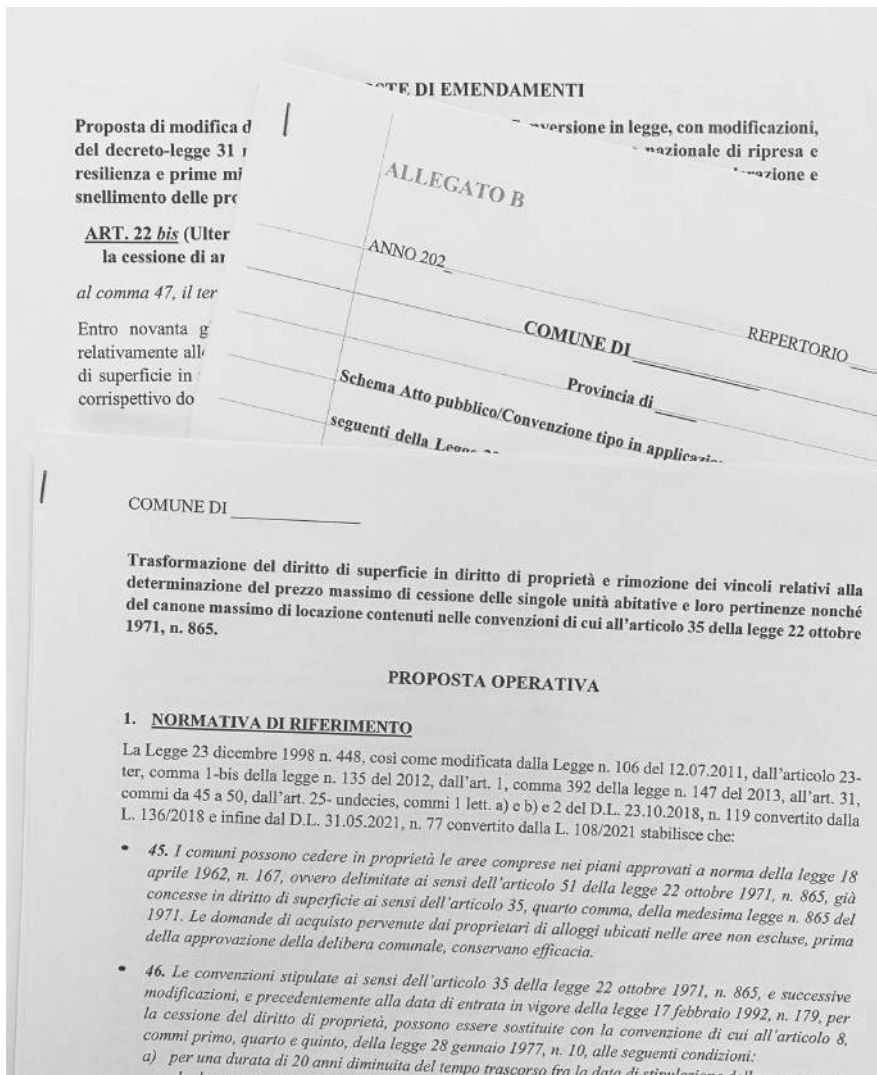 DI EMENDAMENTI
Proposta di modifica d
versione in legge, con modificazioni,
del decreto-legge 31
nazionale di ripresa e
resilienza e prime mi
razione e
snellimento delle pro
ART. 22 bis (Ulter
la cessione di ar
al comma 47, il ter
Entro novanta g
relativamente all
di superficie in
corrispettivo do
ALLEGATO B
ANNO 202_
REPERTORIO
COMUNE DI
Provincia di
Schema Atto pubblico/Convenzione tipo in applicazio
seguenti della Legge
COMUNE DI
Trasformazione del diritto di superficie in diritto di proprietà e rimozione dei vincoli relativi alla
determinazione del prezzo massimo di cessione delle singole unità abitative e loro pertinenze nonché
del canone massimo di locazione contenuti nelle convenzioni di cui all'articolo 35 della legge 22 ottobre
1971, n. 865.
PROPOSTA OPERATIVA
1. NORMATIVA DI RIFERIMENTO
La Legge 23 dicembre 1998 n. 448, così come modificata dalla Legge n. 106 del 12.07.2011, dall'articolo 23-
ter, comma 1-bis della legge n. 135 del 2012, dall'art. 1, comma 392 della legge n. 147 del 2013, all'art. 31,
commi da 45 a 50, dall'art. 25- undecies, commi 1 lett. a) e b) e 2 del D.L. 23.10.2018, n. 119 convertito dalla
L. 136/2018 e infine dal D.L. 31.05.2021, n. 77 convertito dalla L. 108/2021 stabilisce che:
• 45. I comuni possono cedere in proprietà le aree comprese nei piani approvati a norma della legge 18
aprile 1962, n. 167, ovvero delimitate ai sensi dell'articolo 51 della legge 22 ottobre 1971, n. 865, già
concesse in diritto di superficie ai sensi dell'articolo 35, quarto comma, della medesima legge n. 865 del
1971. Le domande di acquisto pervenute dai proprietari di alloggi ubicati nelle aree non escluse, prima
della approvazione della delibera comunale, conservano efficacia.
• 46. Le convenzioni stipulate ai sensi dell'articolo 35 della legge 22 ottobre 1971, n. 865, e successive
modificazioni, e precedentemente alla data di entrata in vigore della legge 17 febbraio 1992, n. 179, per
la cessione del diritto di proprietà, possono essere sostituite con la convenzione di cui all'articolo 8,
commi primo, quarto e quinto, della legge 28 gennaio 1977, n. 10, alle seguenti condizioni:
a) per una durata di 20 anni diminuita del tempo trascorso fra la data di stipulazione